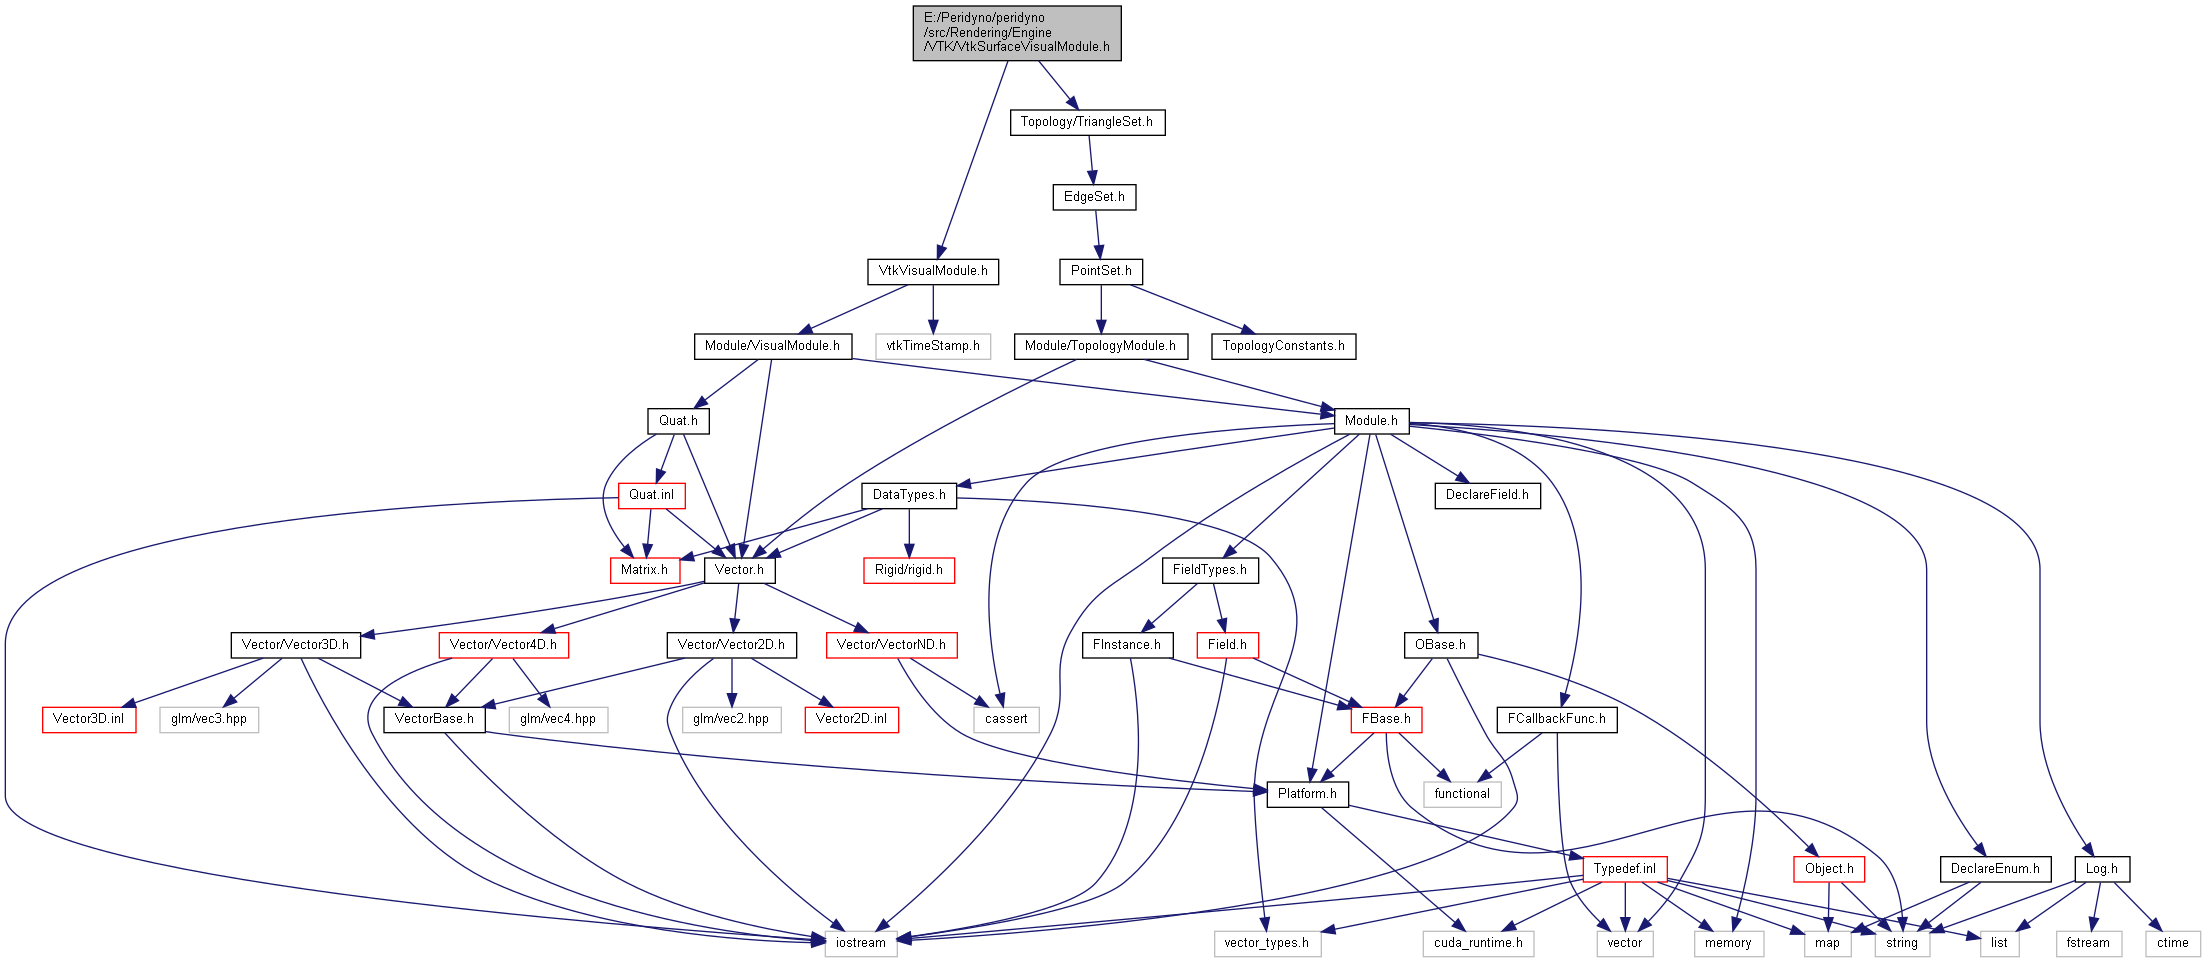 E:/Peridyno/peridyno
/src/Rendering/Engine
/VTK/VtkSurfaceVisualModule.h
Topology/TriangleSet.h
EdgeSet.h
VtkVisualModule.h
PointSet.h
Module/VisualModule.h
vtkTimeStamp.h
Module/TopologyModule.h
TopologyConstants.h
Quat.h
Module.h
Quat.inl
DataTypes.h
DeclareField.h
Matrix.h
Vector.h
Rigid/rigid.h
FieldTypes.h
Vector/Vector3D.h
Vector/Vector4D.h
Vector/Vector2D.h
Vector/VectorND.h
FInstance.h
Field.h
OBase.h
Vector3D.inl
glm/vec3.hpp
VectorBase.h
glm/vec4.hpp
glm/vec2.hpp
Vector2D.inl
cassert
FBase.h
FCallbackFunc.h
Platform.h
functional
Typedef.inl
Object.h
DeclareEnum.h
Log.h
iostream
vector_types.h
cuda_runtime.h
vector
memory
map
string
list
fstream
ctime